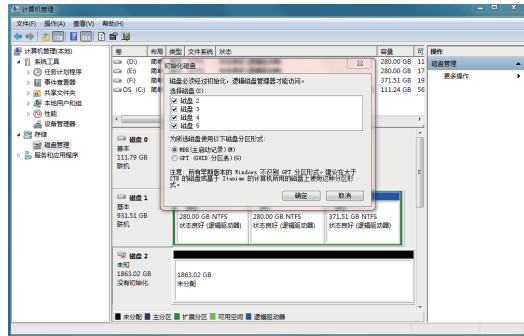 计算机管理
文件(F) 操作(A) 查看(V) 帮助(H)
计算机管理(本地)
系统工具
任务计划程序
事件查看器
共享文件夹
本地用户和组
性能
设备管理器
存储
磁盘管理
服务和应用程序
卷 布局 类型 文件系统 状态 容量 可
(D:) 280.00 GB 11
(E:) 280.00 GB 17
(F:) 371.51 GB 19
OS (C:) 111.24 GB 56
操作
磁盘管理
更多操作
初始化磁盘
磁盘必须经过初始化，逻辑磁盘管理器才能访问。
选择磁盘(S):
磁盘 2
磁盘 3
磁盘 4
磁盘 5
为所选磁盘使用以下磁盘分区形式:
MBR(主启动记录)(M)
GPT (GUID 分区表)(G)
注意: 所有早期版本的 Windows 不识别 GPT 分区形式。建议在大于
2TB 的磁盘或基于 Itanium 的计算机所用的磁盘上使用这种分区形
式。
确定 取消
磁盘 0
基本
111.79 GB
联机
磁盘 1
基本
931.51 GB
联机
280.00 GB NTFS
状态良好 (逻辑驱动器)
280.00 GB NTFS
状态良好 (逻辑驱动器)
371.51 GB NTFS
状态良好 (逻辑驱动器)
磁盘 2
未知
1863.02 GB
没有初始化
1863.02 GB
未分配
未分配 主分区 扩展分区 可用空间 逻辑驱动器